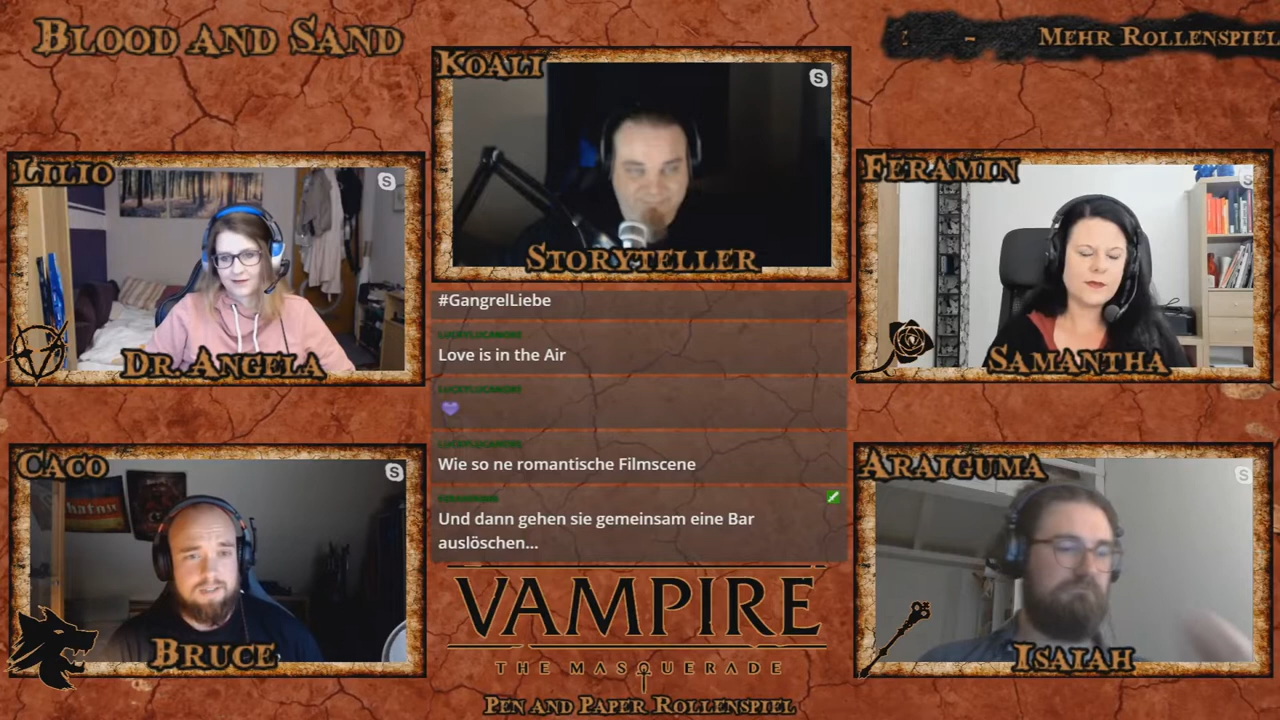 BLOOD AND SAND
! - MEHR ROLLENSPIEL
KOALI
STORYTELLER
LILIO
DR. ANGELA
FERAMIN
SAMANTHA
#GangrelLiebe
Love is in the Air
Wie so ne romantische Filmscene
Und dann gehen sie gemeinsam eine Bar
auslöschen...
CACO
BRUCE
ARAIGUMA
ISAIAH
VAMPIRE
THE MASQUERADE
PEN AND PAPER ROLLENSPIEL